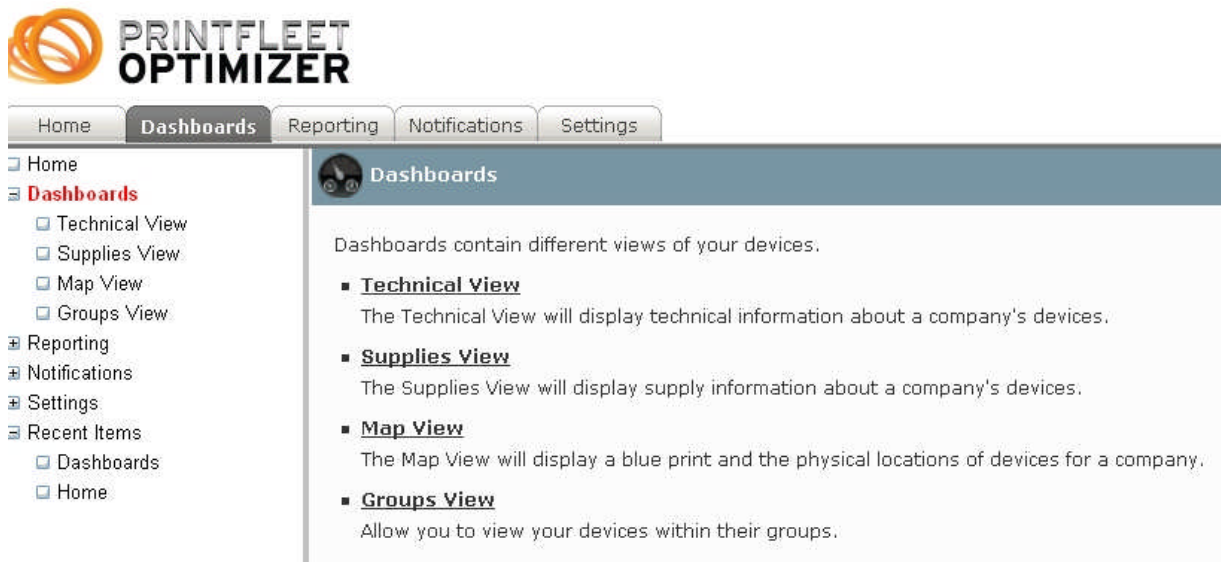 PRINTFLEET
OPTIMIZER
Home Dashboards Reporting Notifications Settings
Home
Dashboards
Technical View
Supplies View
Map View
Groups View
Reporting
Notifications
Settings
Recent Items
Dashboards
Home
Dashboards
Dashboards contain different views of your devices.
Technical View
The Technical View will display technical information about a company's devices.
Supplies View
The Supplies View will display supply information about a company's devices.
Map View
The Map View will display a blue print and the physical locations of devices for a company.
Groups View
Allow you to view your devices within their groups.